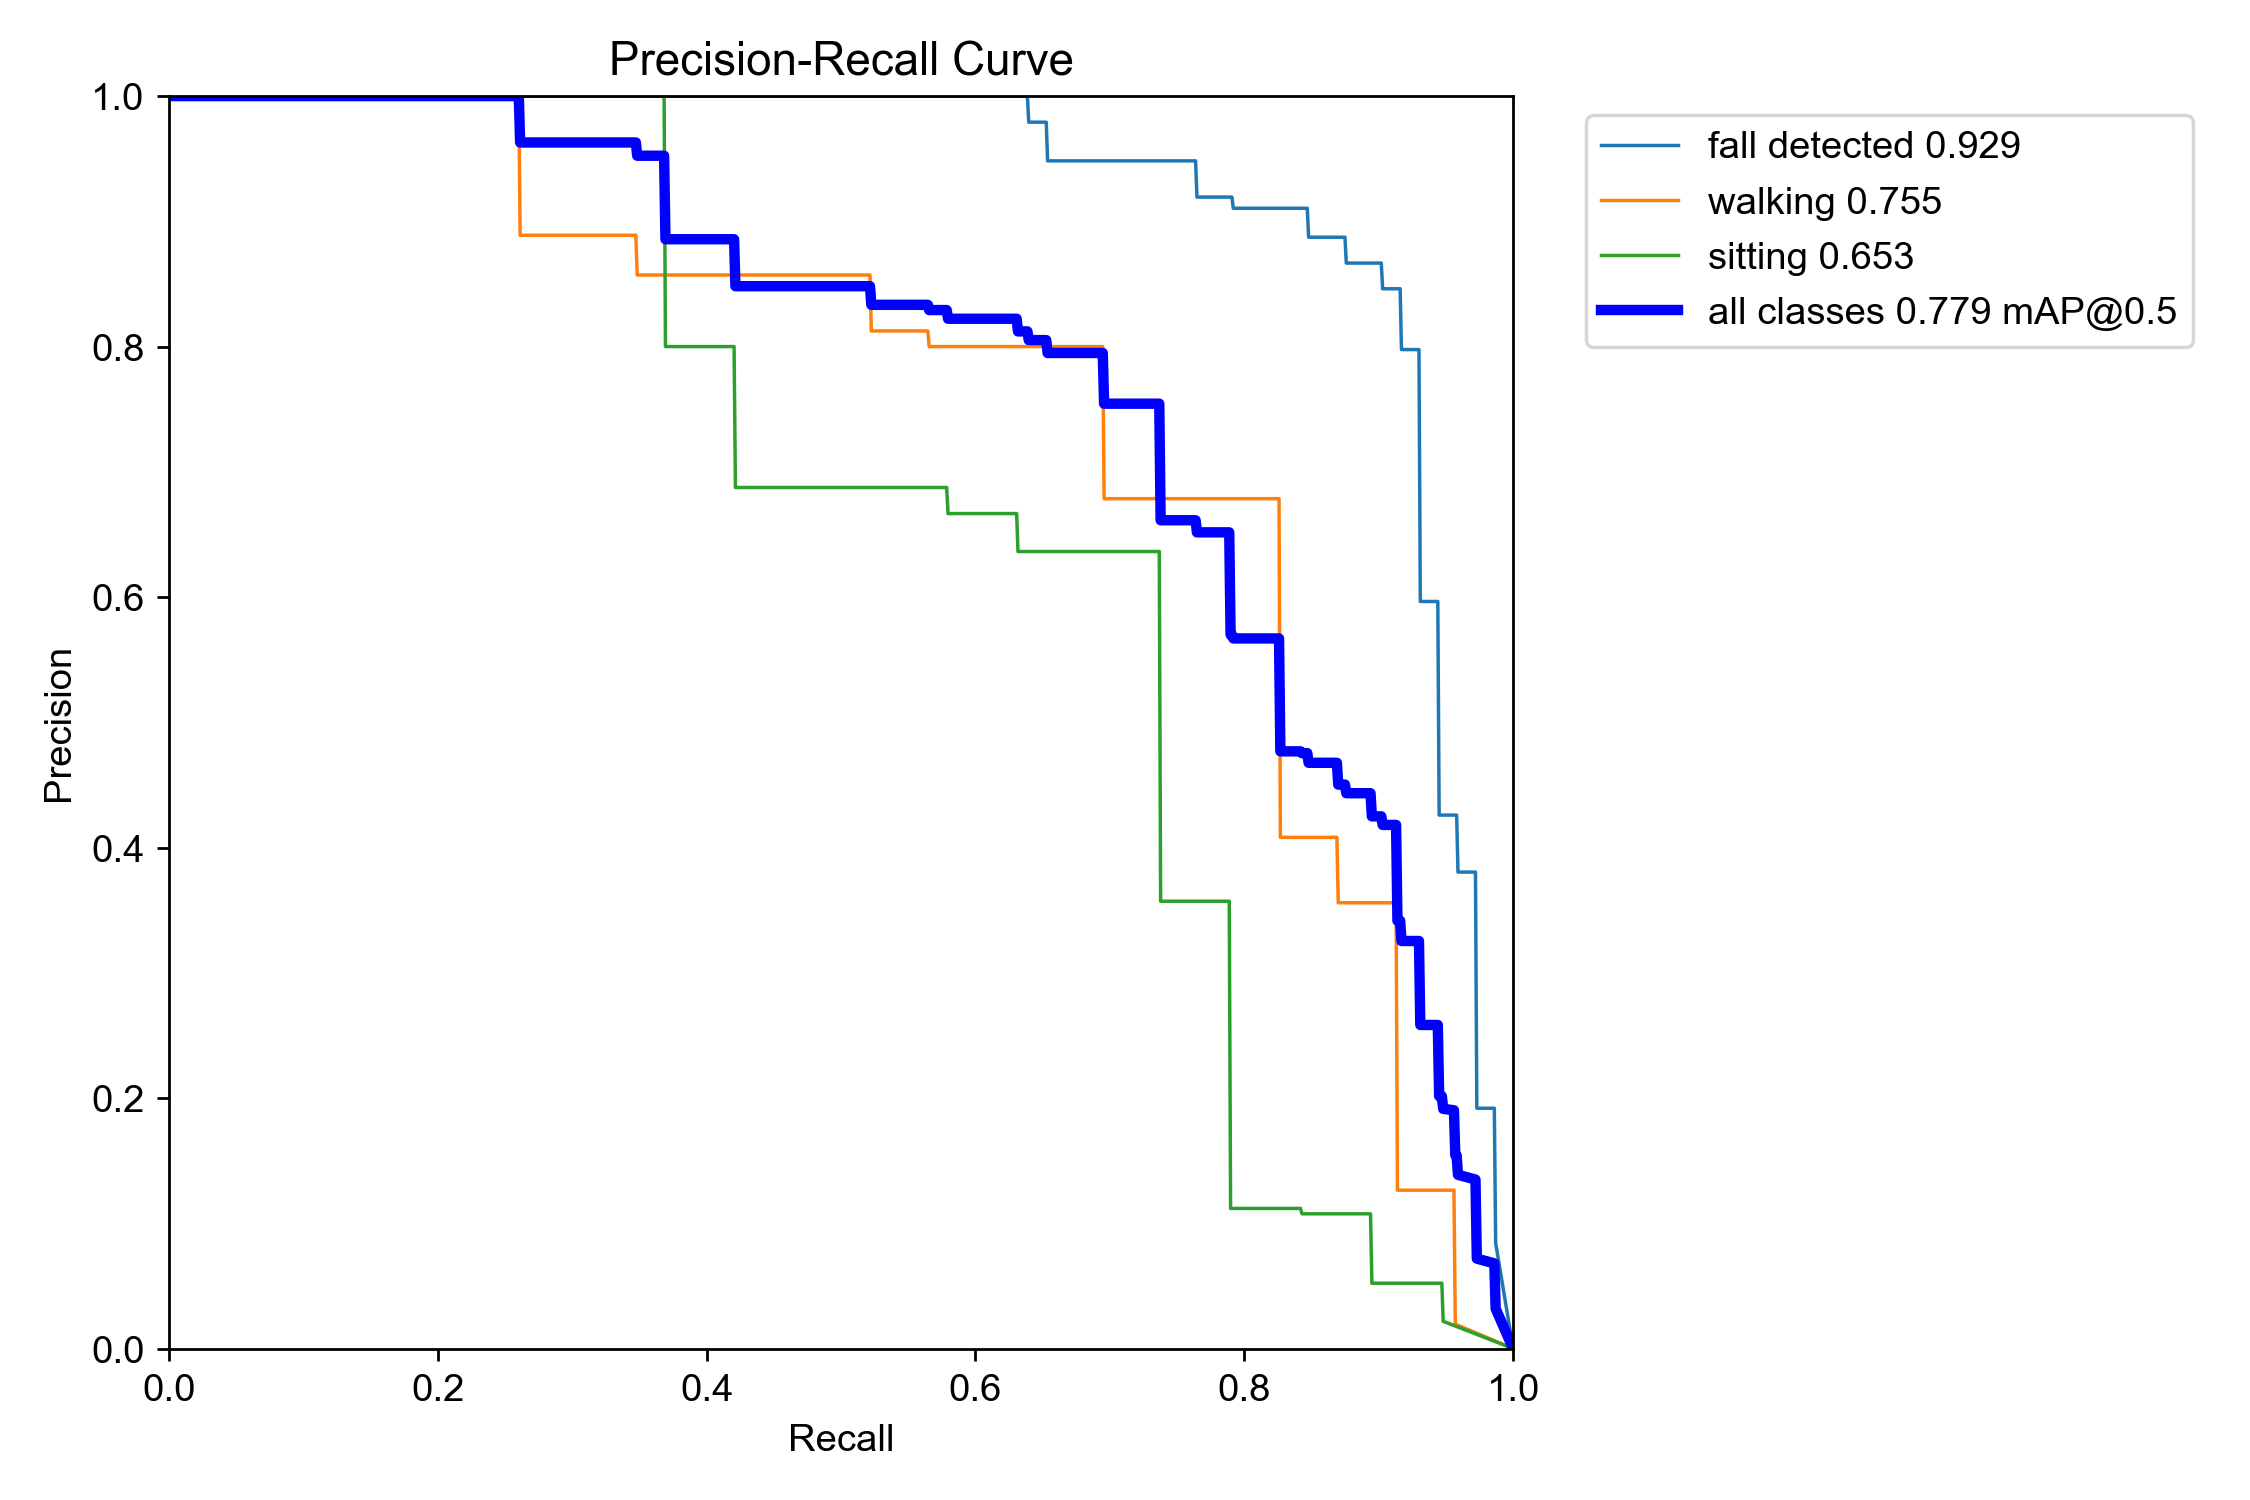 Precision-Recall Curve
1.0
0.8
0.6
0.4
0.2
0.0
Precision
0.0 0.2 0.4 0.6 0.8 1.0
Recall
fall detected 0.929
walking 0.755
sitting 0.653
all classes 0.779 mAP@0.5